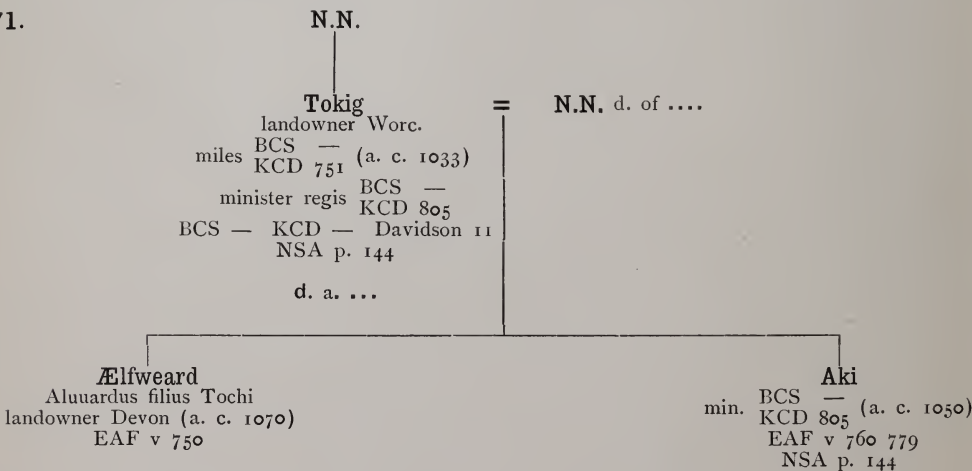 71.
N.N.
Tokig = N.N. d. of ....
landowner Worc.
miles BCS — KCD 751 (a. c. 1033)
minister regis BCS — KCD 805
BCS — KCD — Davidson 11
NSA p. 144
d. a. ...
Ælfweard
Aluuardus filius Tochi
landowner Devon (a. c. 1070)
EAF v 750
Aki
min. BCS — KCD 805 (a. c. 1050)
EAF v 760 779
NSA p. 144